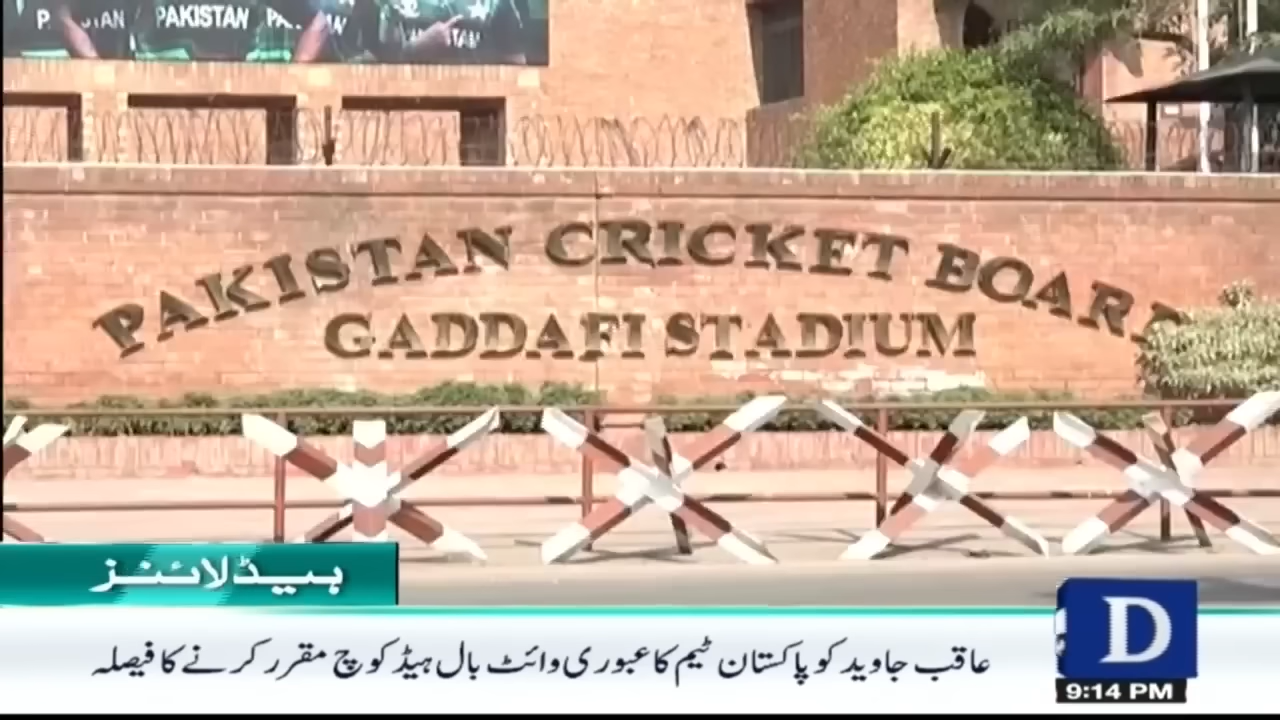 PAKISTAN
PAKISTAN CRICKET BOARD
GADDAFI STADIUM
ہیڈلائنز
عاقب جاوید کو پاکستان ٹیم کا عبوری وائٹ بال ہیڈ کوچ مقرر کرنے کا فیصلہ
D
9:14 PM